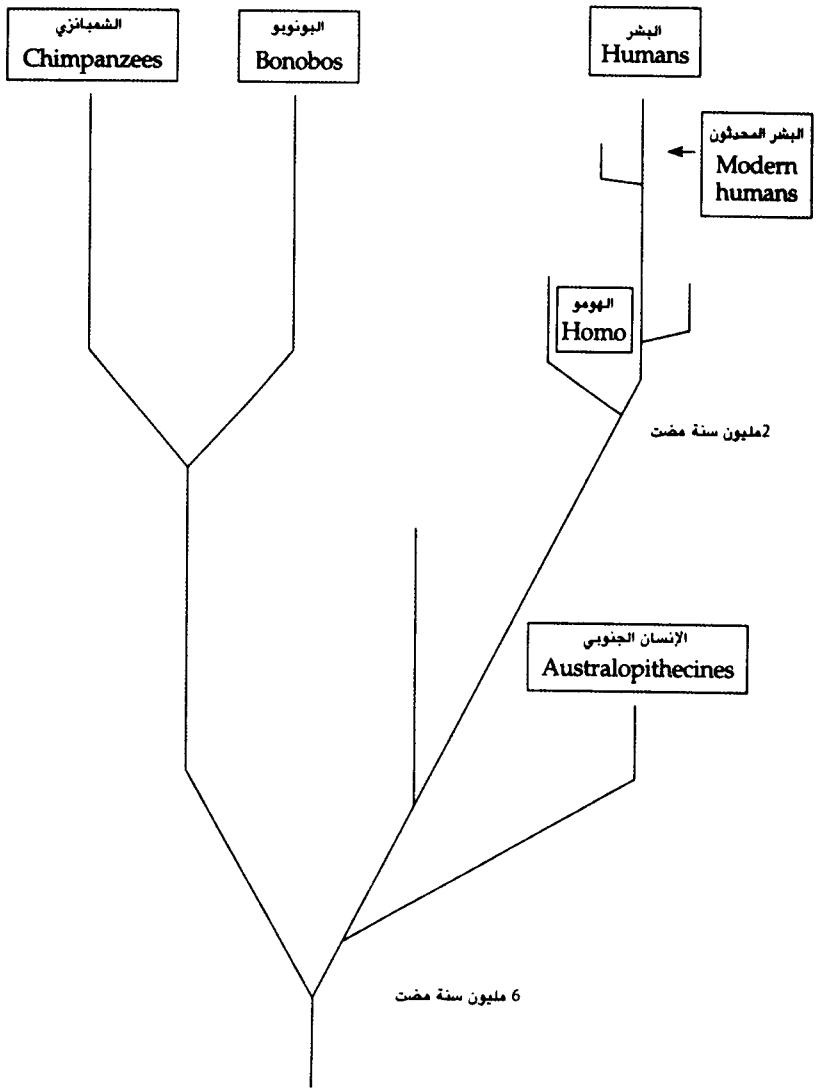 الشمبانزي
Chimpanzees
البونوبو
Bonobos
البشر
Humans
البشر المحدثون
Modern
humans
الهومو
Homo
2مليون سنة مضت
الإنسان الجنوبي
Australopithecines
6 مليون سنة مضت